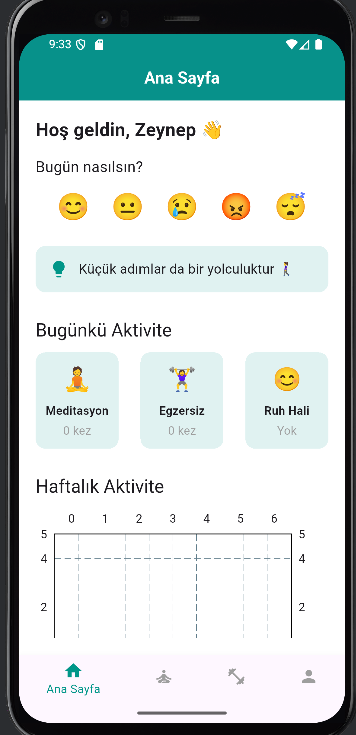 9:33
Ana Sayfa
Hoş geldin, Zeynep 👋
Bugün nasılsın?
Küçük adımlar da bir yolculuktur 🚶‍♀️
Bugünkü Aktivite
Meditasyon Egzersiz Ruh Hali
0 kez 0 kez Yok
Haftalık Aktivite
0 1 2 3 4 5 6
5 5
4 4
2 2
Ana Sayfa